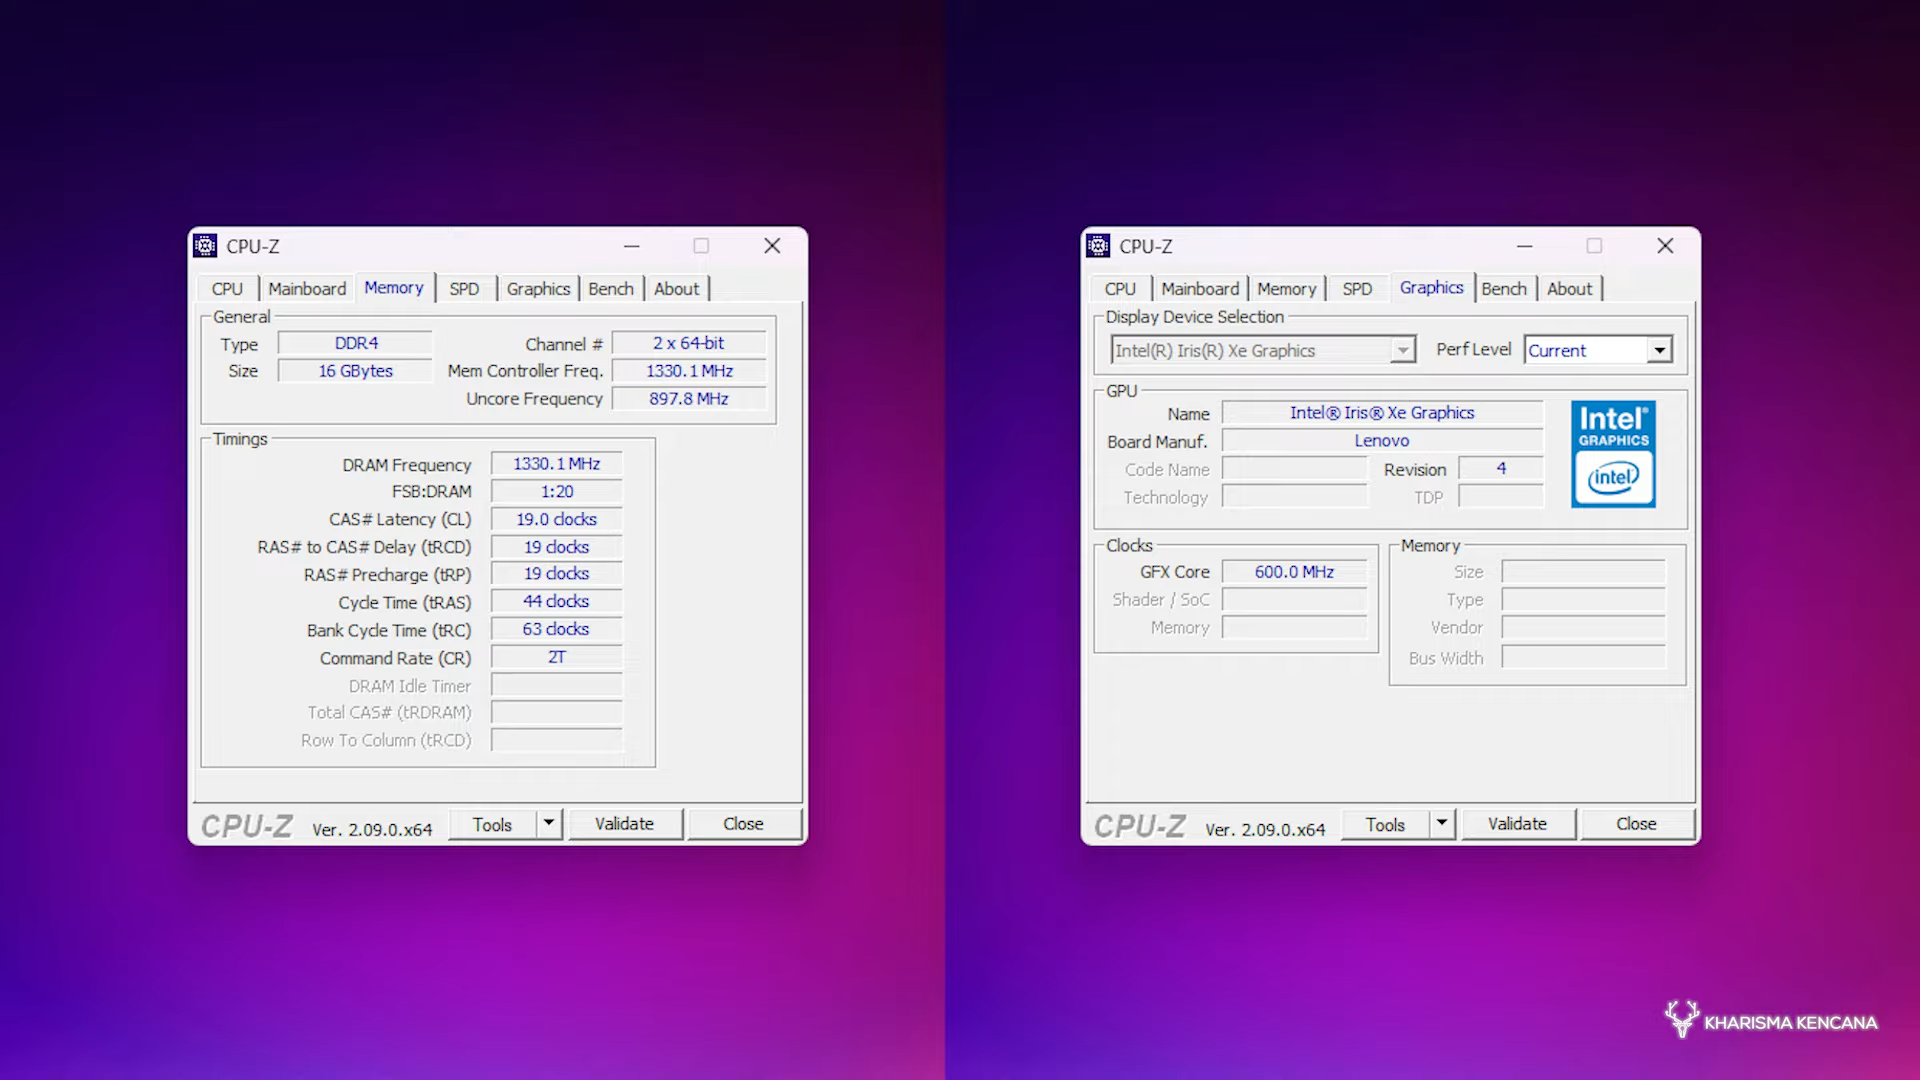 CPU-Z
CPU Mainboard Memory SPD Graphics Bench About
General
Type DDR4 Channel # 2 x 64-bit
Size 16 GBytes Mem Controller Freq. 1330.1 MHz
Uncore Frequency 897.8 MHz
Timings
DRAM Frequency 1330.1 MHz
FSB:DRAM 1:20
CAS# Latency (CL) 19.0 clocks
RAS# to CAS# Delay (tRCD) 19 clocks
RAS# Precharge (tRP) 19 clocks
Cycle Time (tRAS) 44 clocks
Bank Cycle Time (tRC) 63 clocks
Command Rate (CR) 2T
DRAM Idle Timer
Total CAS# (tRDRAM)
Row To Column (tRCD)
CPU-Z Ver. 2.09.0.x64 Tools Validate Close
CPU-Z
CPU Mainboard Memory SPD Graphics Bench About
Display Device Selection
Intel(R) Iris(R) Xe Graphics Perf Level Current
GPU
Name Intel® Iris® Xe Graphics
Board Manuf. Lenovo
Code Name Revision 4
Technology TDP
Intel®
GRAPHICS
intel
Clocks
GFX Core 600.0 MHz
Shader / SoC
Memory
Memory
Size
Type
Vendor
Bus Width
CPU-Z Ver. 2.09.0.x64 Tools Validate Close
KHARISMA KENCANA